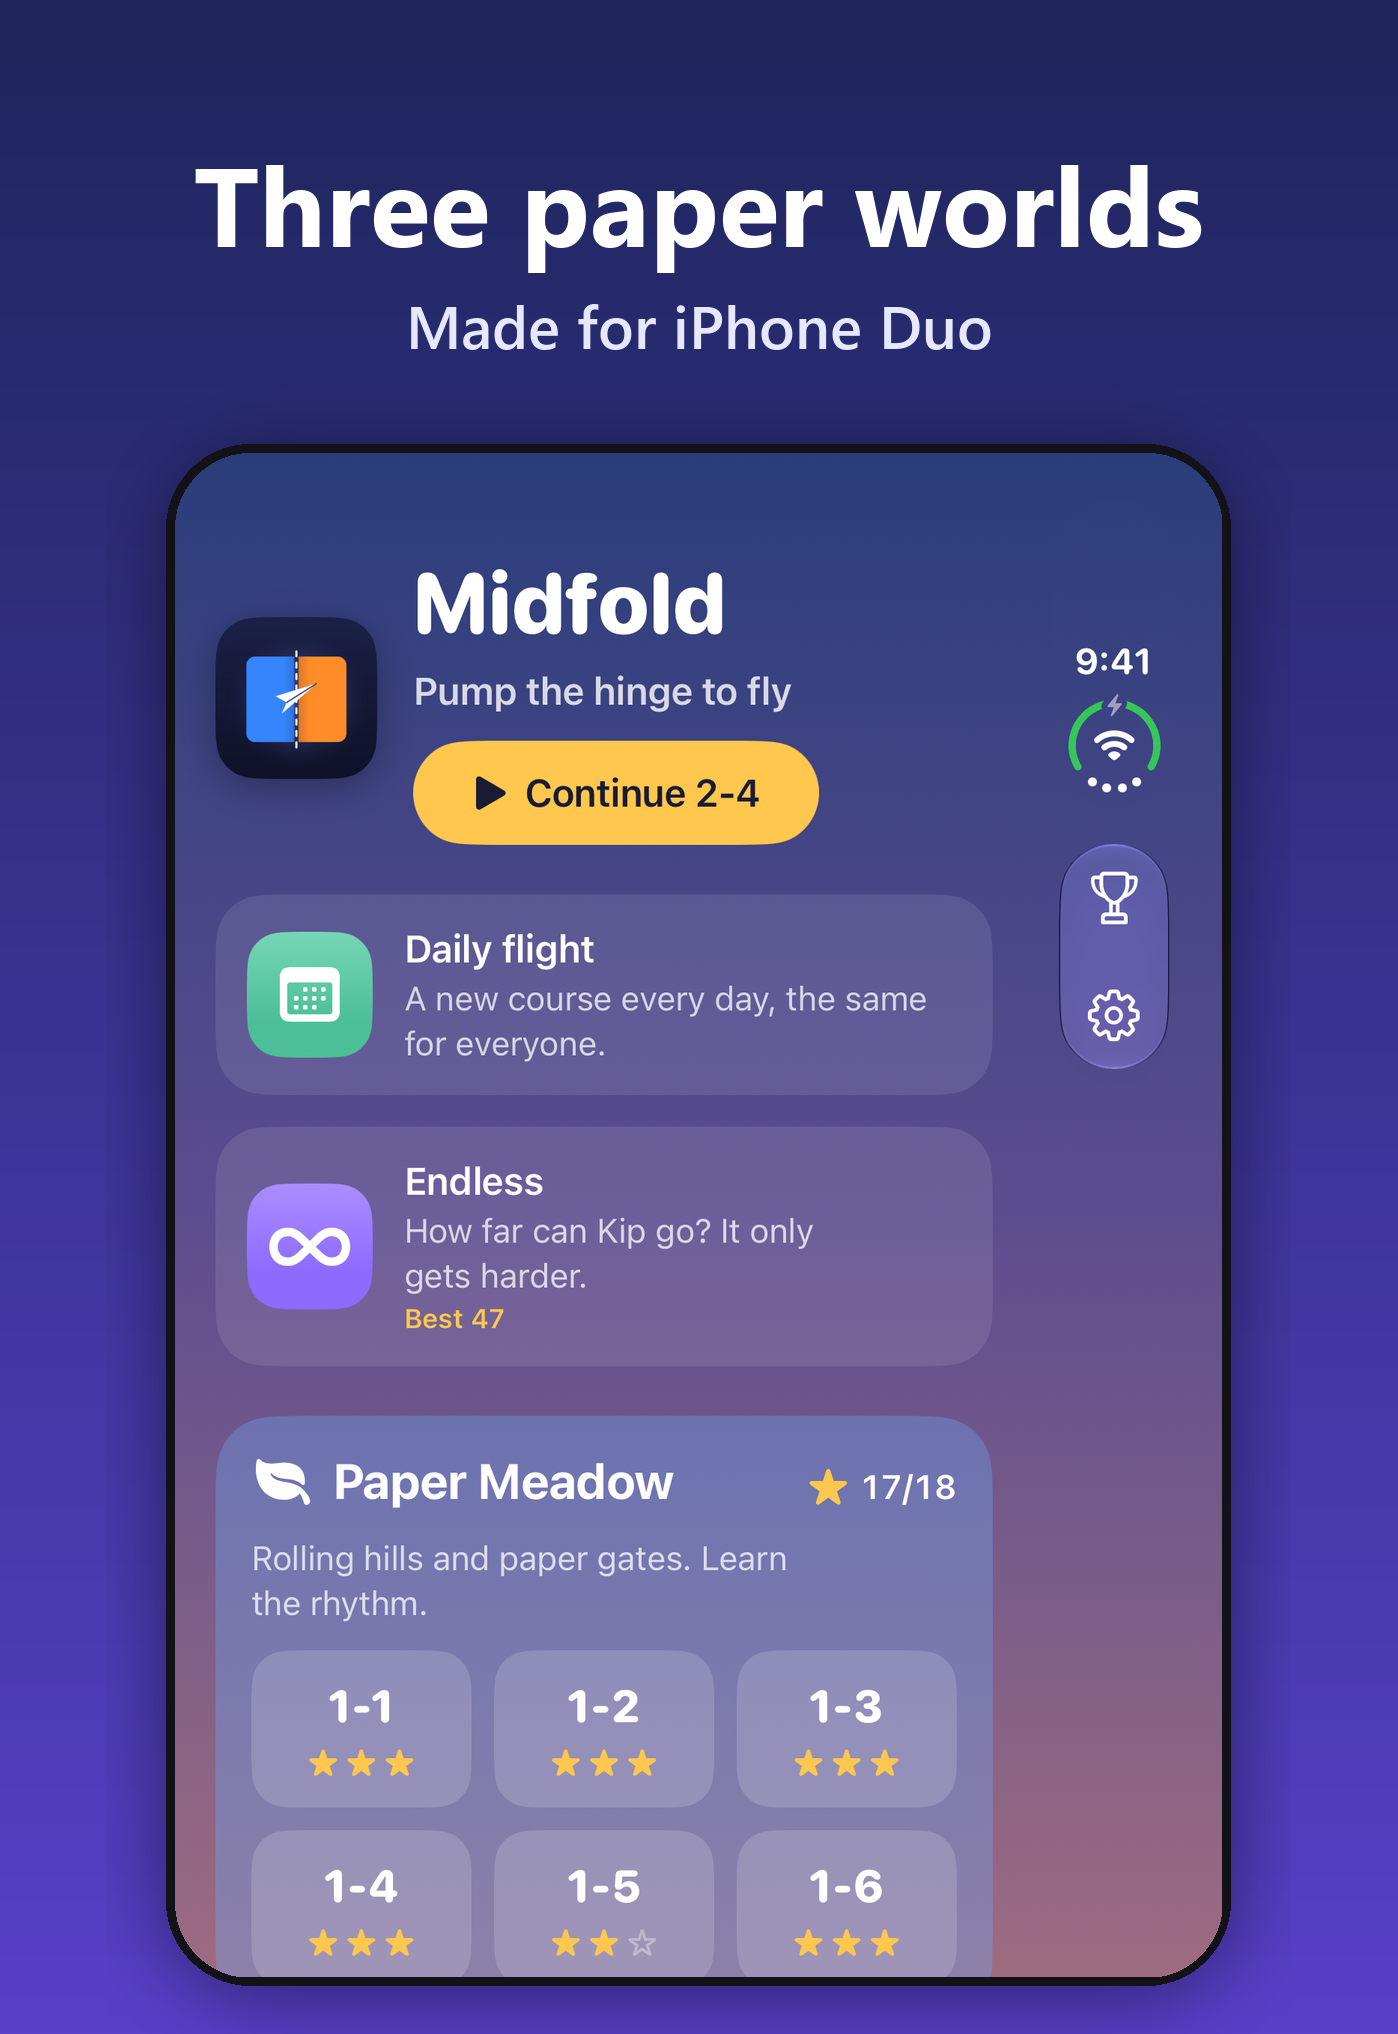 Three paper worlds
Made for iPhone Duo
Midfold
Pump the hinge to fly
Continue 2-4
9:41
Daily flight
A new course every day, the same
for everyone.
Endless
How far can Kip go? It only
gets harder.
Best 47
Paper Meadow
17/18
Rolling hills and paper gates. Learn
the rhythm.
1-1
1-2
1-3
1-4
1-5
1-6